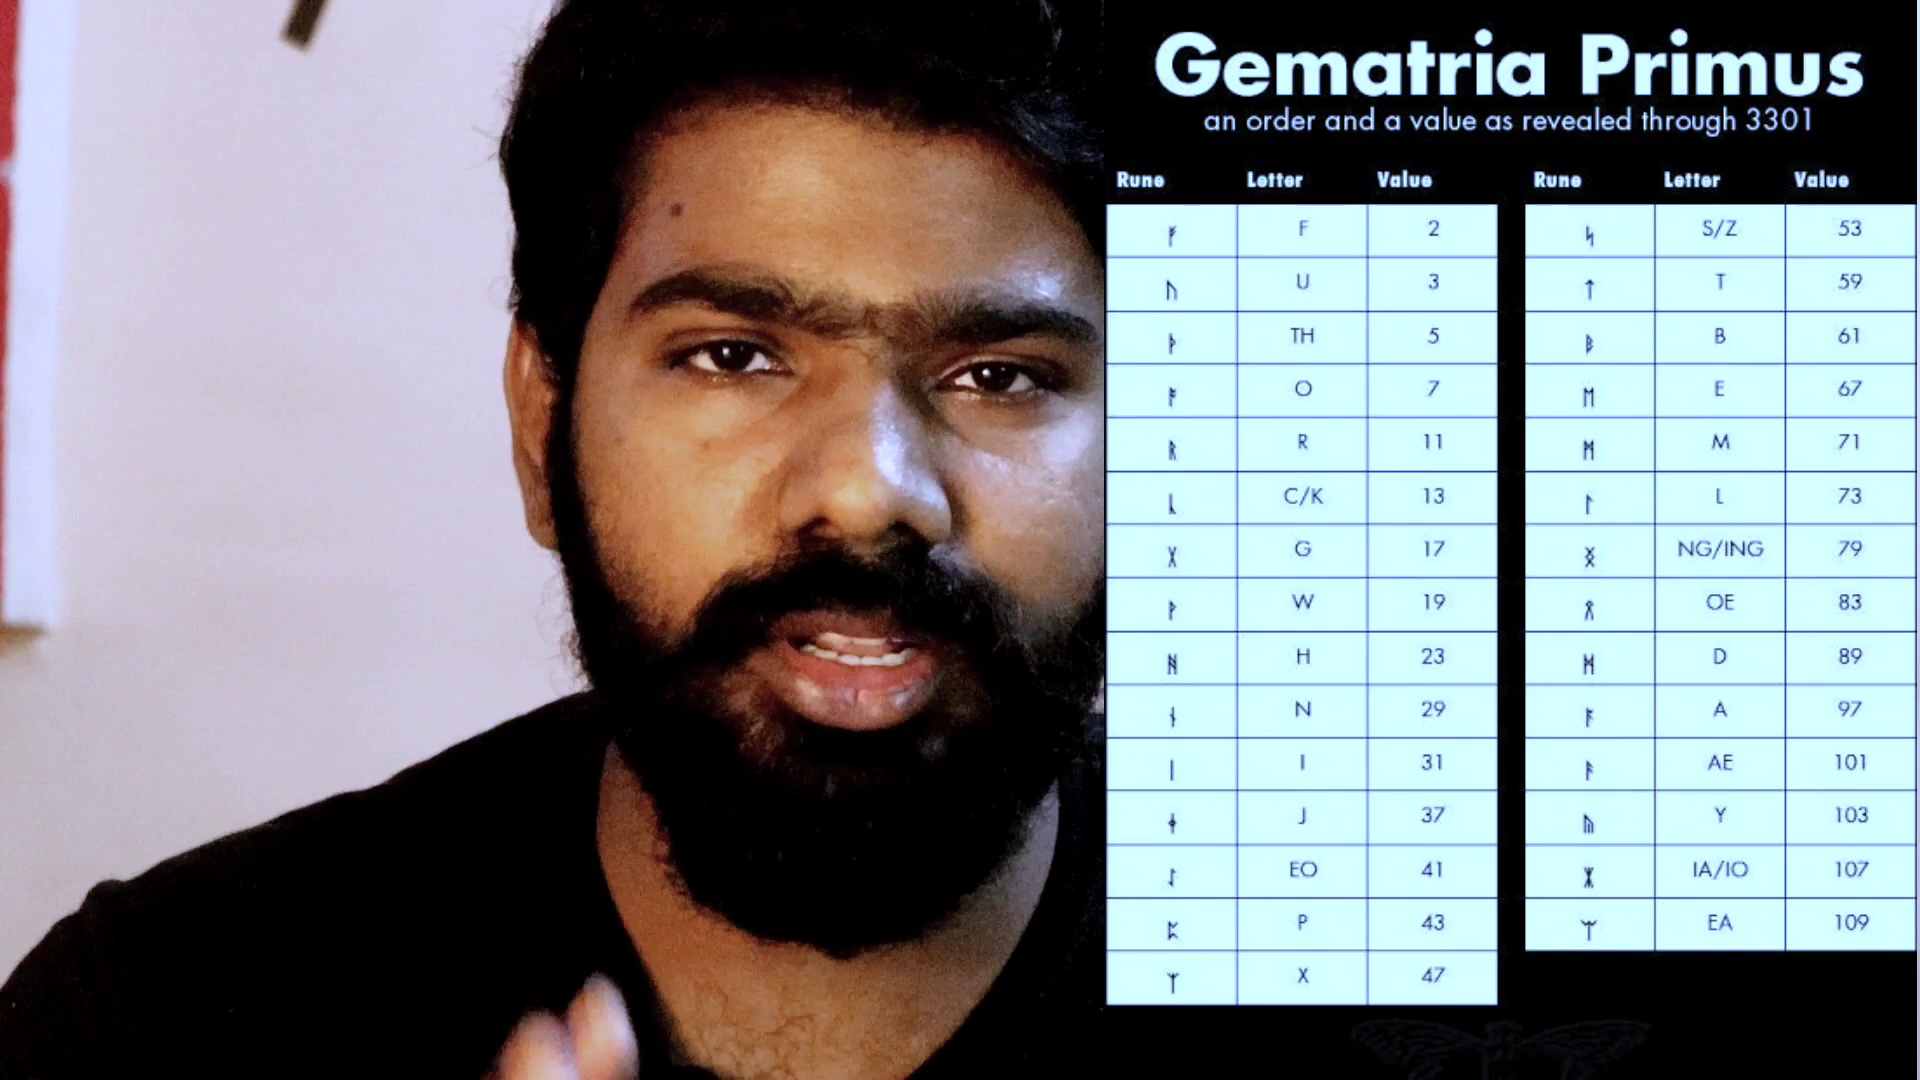 Gematria Primus
an order and a value as revealed through 3301
Rune Letter Value Rune Letter Value
ᚠ F 2 ᛋ S/Z 53
ᚢ U 3 ᛏ T 59
ᚦ TH 5 ᛒ B 61
ᚩ O 7 ᛖ E 67
ᚱ R 11 ᛗ M 71
ᚳ C/K 13 ᛚ L 73
ᚷ G 17 ᛝ NG/ING 79
ᚹ W 19 ᛟ OE 83
ᚻ H 23 ᛞ D 89
ᚾ N 29 ᚪ A 97
ᛁ I 31 ᚫ AE 101
ᛄ J 37 ᚣ Y 103
ᛇ EO 41 ᛡ IA/IO 107
ᛈ P 43 ᛠ EA 109
ᛉ X 47